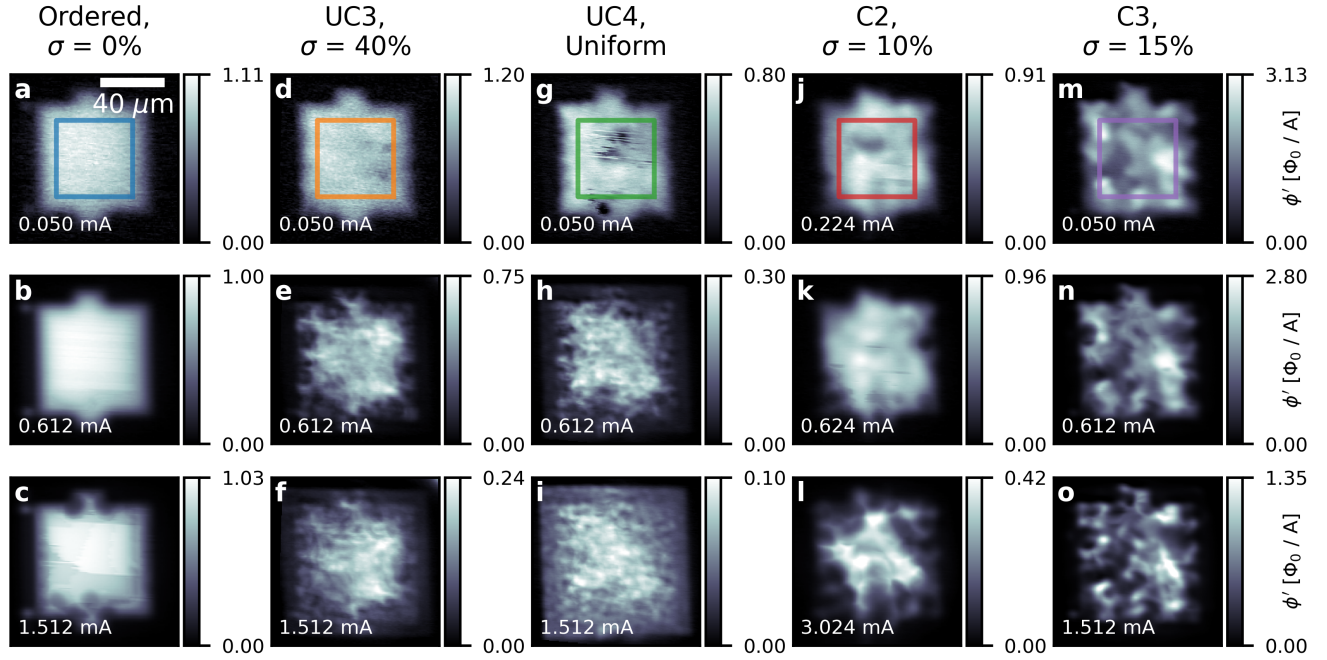 Ordered,
σ = 0%
UC3,
σ = 40%
UC4,
Uniform
C2,
σ = 10%
C3,
σ = 15%
a
40 μm
0.050 mA
1.11
0.00
d
0.050 mA
1.20
0.00
g
0.050 mA
0.80
0.00
j
0.224 mA
0.91
0.00
m
0.050 mA
3.13
0.00
ϕ′ [Φ₀ / A]
b
0.612 mA
1.00
0.00
e
0.612 mA
0.75
0.00
h
0.612 mA
0.30
0.00
k
0.624 mA
0.96
0.00
n
0.612 mA
2.80
0.00
ϕ′ [Φ₀ / A]
c
1.512 mA
1.03
0.00
f
1.512 mA
0.24
0.00
i
1.512 mA
0.10
0.00
l
3.024 mA
0.42
0.00
o
1.512 mA
1.35
0.00
ϕ′ [Φ₀ / A]